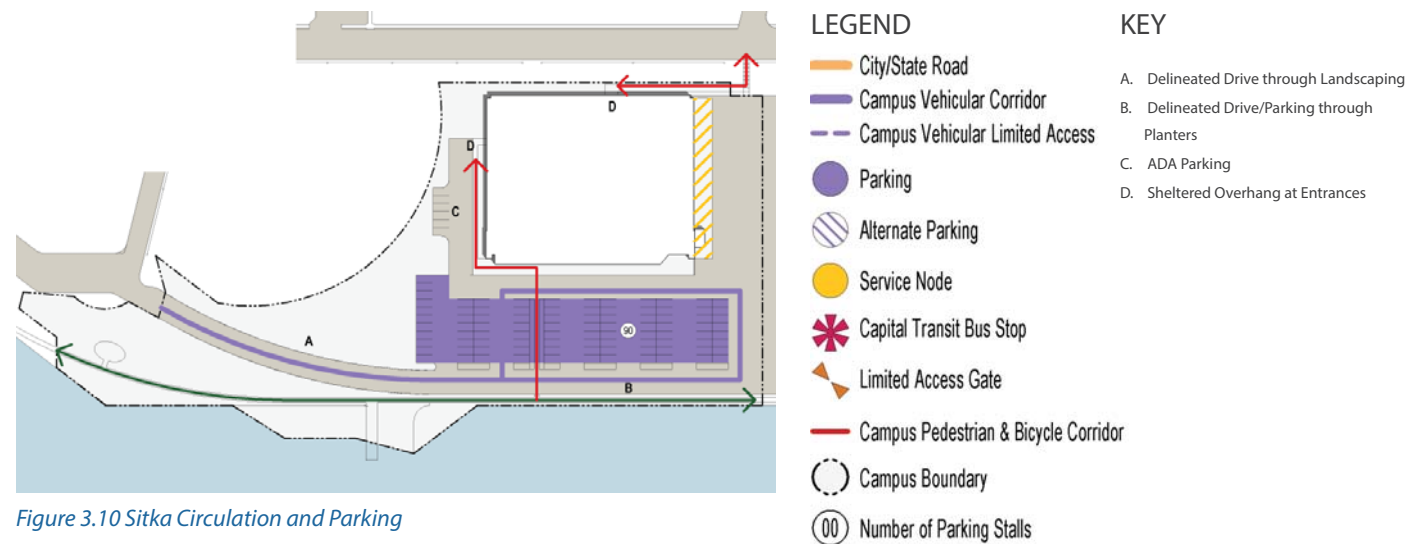 D
D
C
90
A
B
Figure 3.10 Sitka Circulation and Parking
LEGEND
City/State Road
Campus Vehicular Corridor
Campus Vehicular Limited Access
Parking
Alternate Parking
Service Node
Capital Transit Bus Stop
Limited Access Gate
Campus Pedestrian & Bicycle Corridor
Campus Boundary
00 Number of Parking Stalls
KEY
A. Delineated Drive through Landscaping
B. Delineated Drive/Parking through
Planters
C. ADA Parking
D. Sheltered Overhang at Entrances